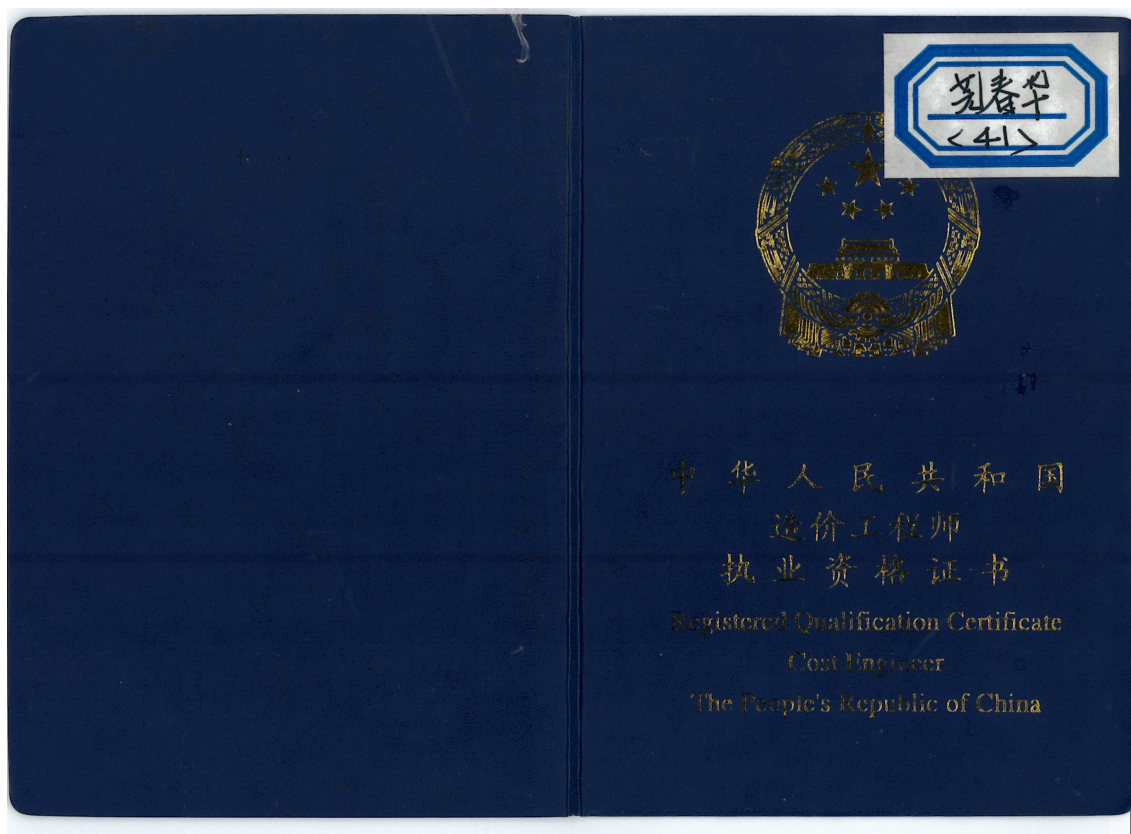 春华
<41>
中华人民共和国
造价工程师
执业资格证书
Registered Qualification Certificate
Cost Engineer
The People's Republic of China